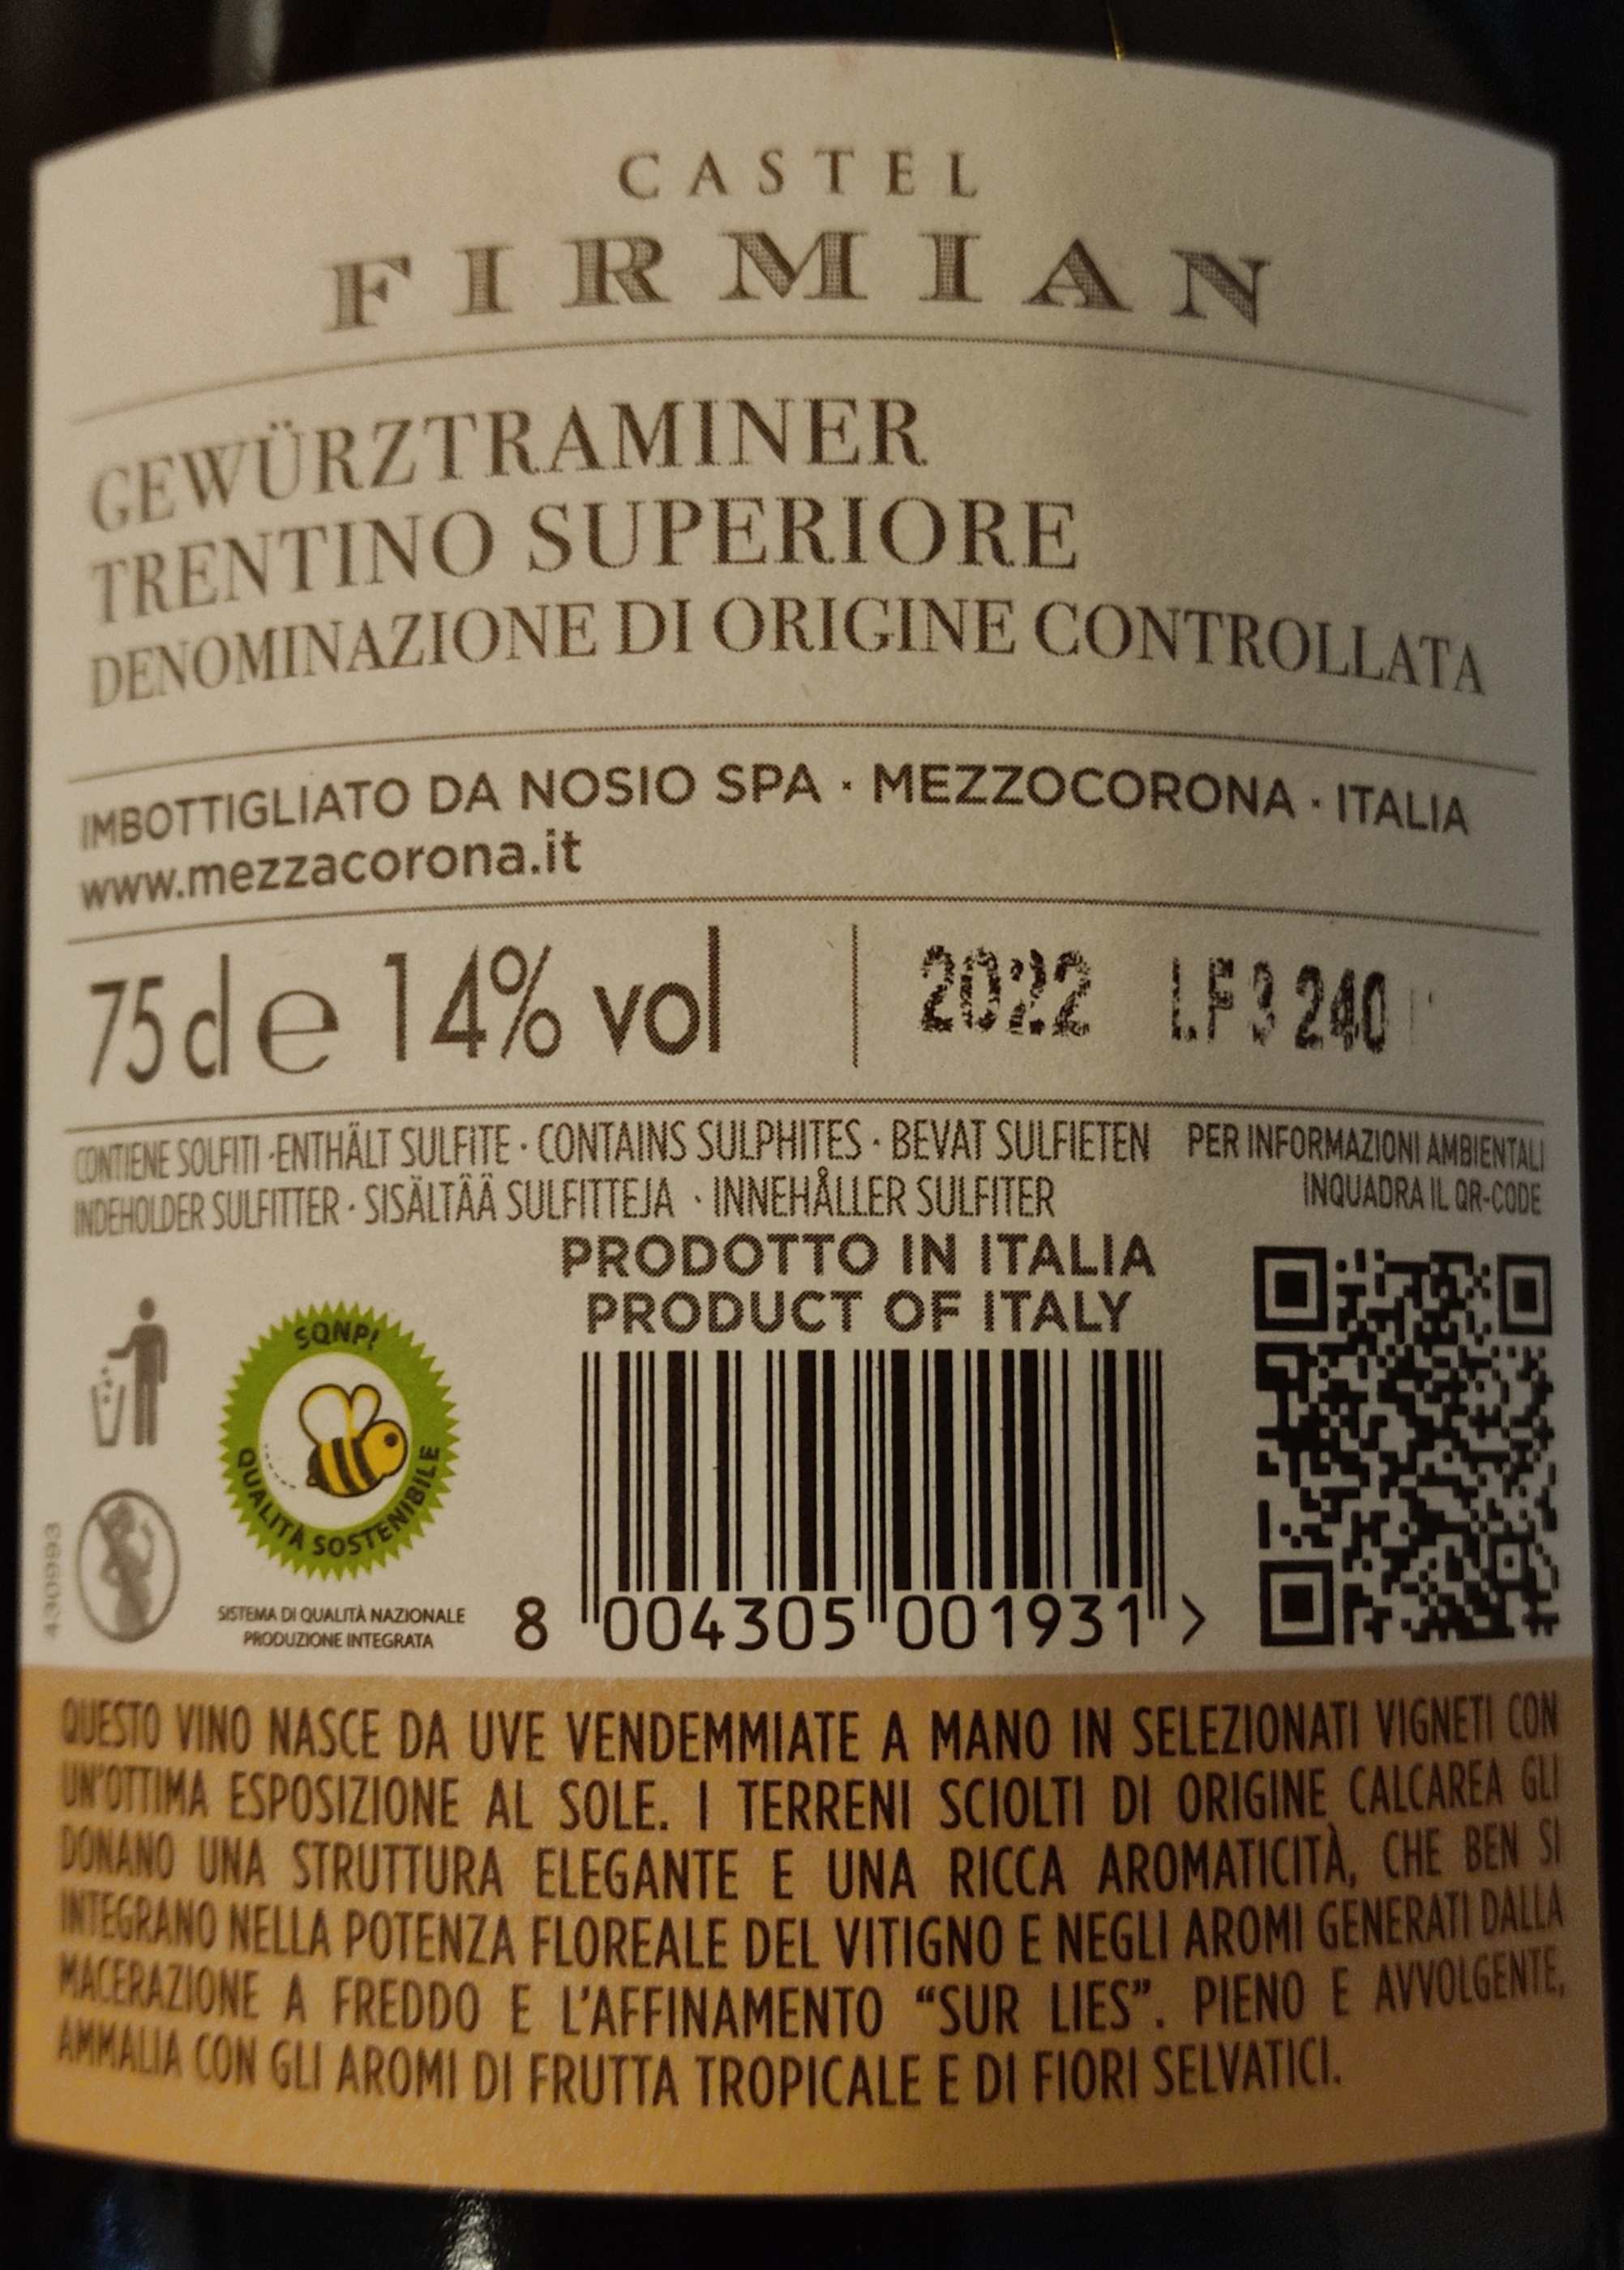 CASTEL
FIRMIAN
GEWÜRZTRAMINER
TRENTINO SUPERIORE
DENOMINAZIONE DI ORIGINE CONTROLLATA
IMBOTTIGLIATO DA NOSIO SPA · MEZZOCORONA · ITALIA
www.mezzacorona.it
75 cl e 14% vol
2022 LF3 240
CONTIENE SOLFITI · ENTHÄLT SULFITE · CONTAINS SULPHITES · BEVAT SULFIETEN
INDEHOLDER SULFITTER · SISÄLTÄÄ SULFITTEJA · INNEHÅLLER SULFITER
PER INFORMAZIONI AMBIENTALI
INQUADRA IL QR-CODE
PRODOTTO IN ITALIA
PRODUCT OF ITALY
SQNPI
QUALITÀ SOSTENIBILE
SISTEMA DI QUALITÀ NAZIONALE
PRODUZIONE INTEGRATA
430993
8 004305 001931 >
QUESTO VINO NASCE DA UVE VENDEMMIATE A MANO IN SELEZIONATI VIGNETI CON
UN'OTTIMA ESPOSIZIONE AL SOLE. I TERRENI SCIOLTI DI ORIGINE CALCAREA GLI
DONANO UNA STRUTTURA ELEGANTE E UNA RICCA AROMATICITÀ, CHE BEN SI
INTEGRANO NELLA POTENZA FLOREALE DEL VITIGNO E NEGLI AROMI GENERATI DALLA
MACERAZIONE A FREDDO E L'AFFINAMENTO “SUR LIES”. PIENO E AVVOLGENTE,
AMMALIA CON GLI AROMI DI FRUTTA TROPICALE E DI FIORI SELVATICI.